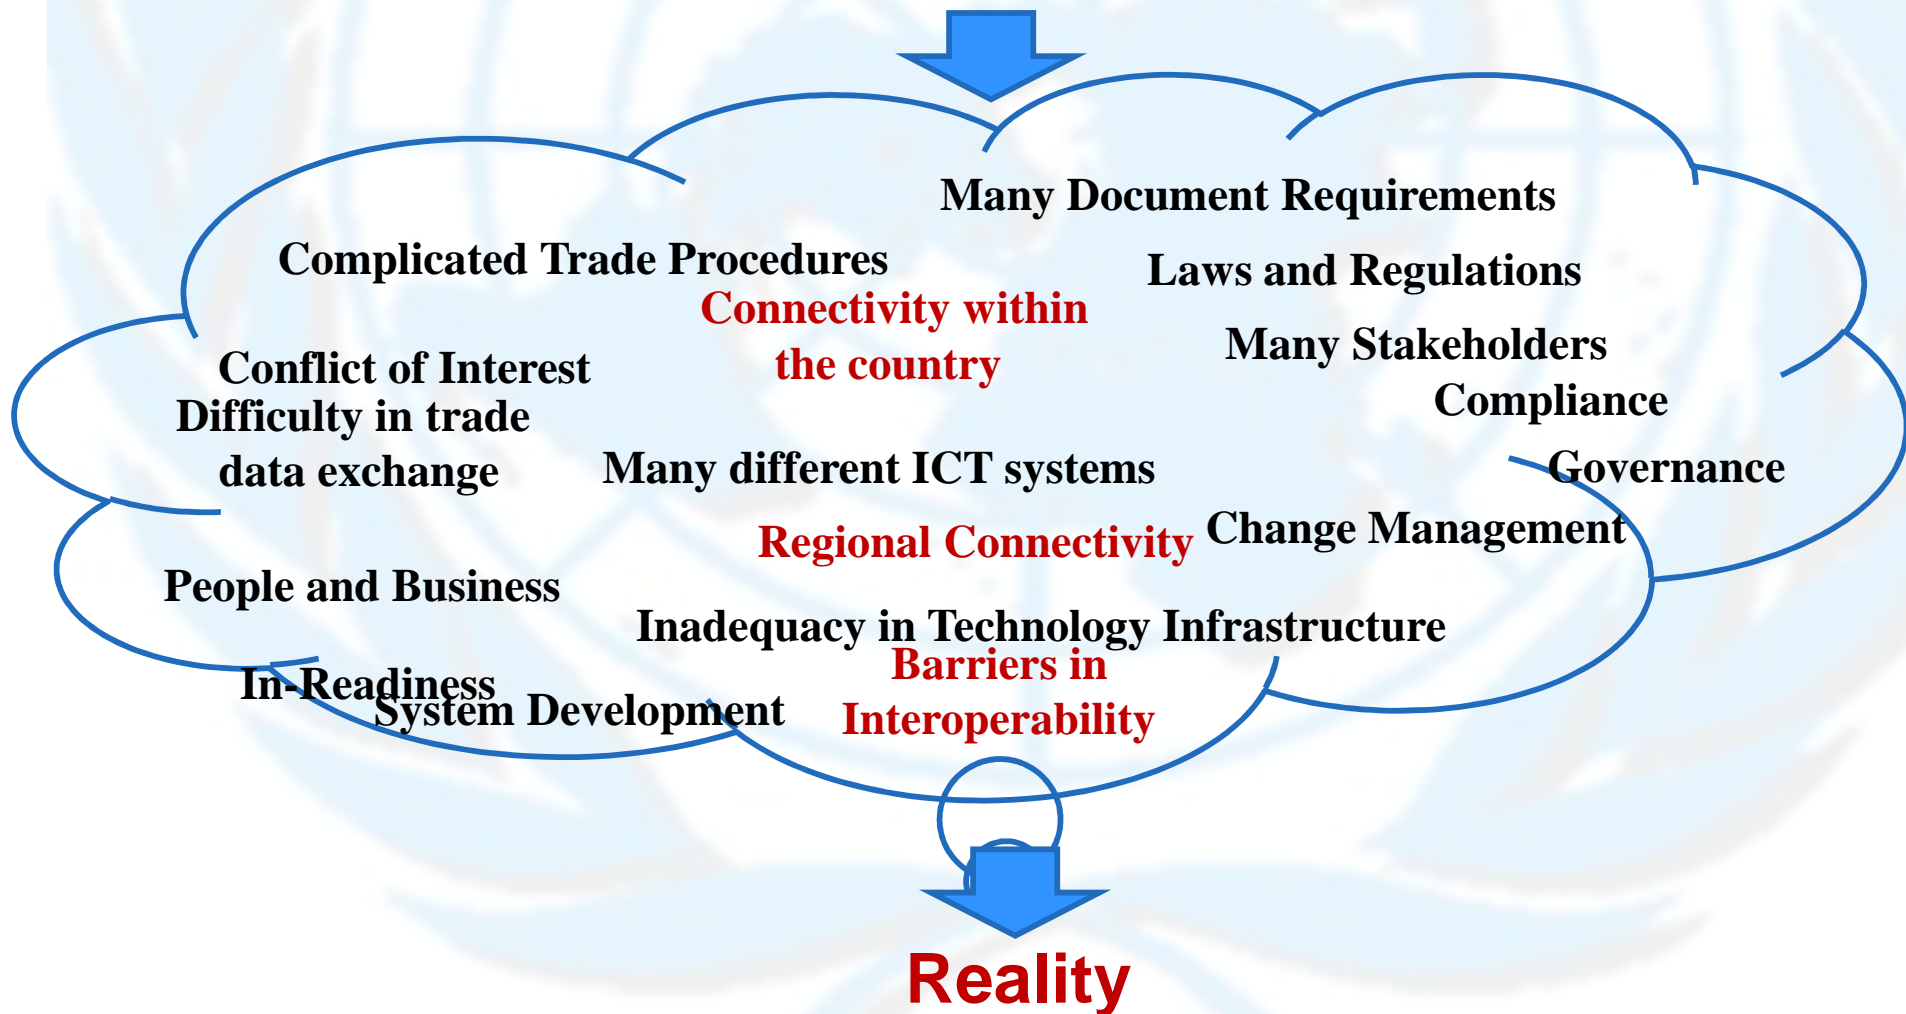 Many Document Requirements
Complicated Trade Procedures
Laws and Regulations
Connectivity within
the country
Many Stakeholders
Conflict of Interest
Compliance
Difficulty in trade
data exchange
Many different ICT systems
Governance
Regional Connectivity
Change Management
People and Business
In-Readiness
Inadequacy in Technology Infrastructure
Barriers in
Interoperability
System Development
Reality